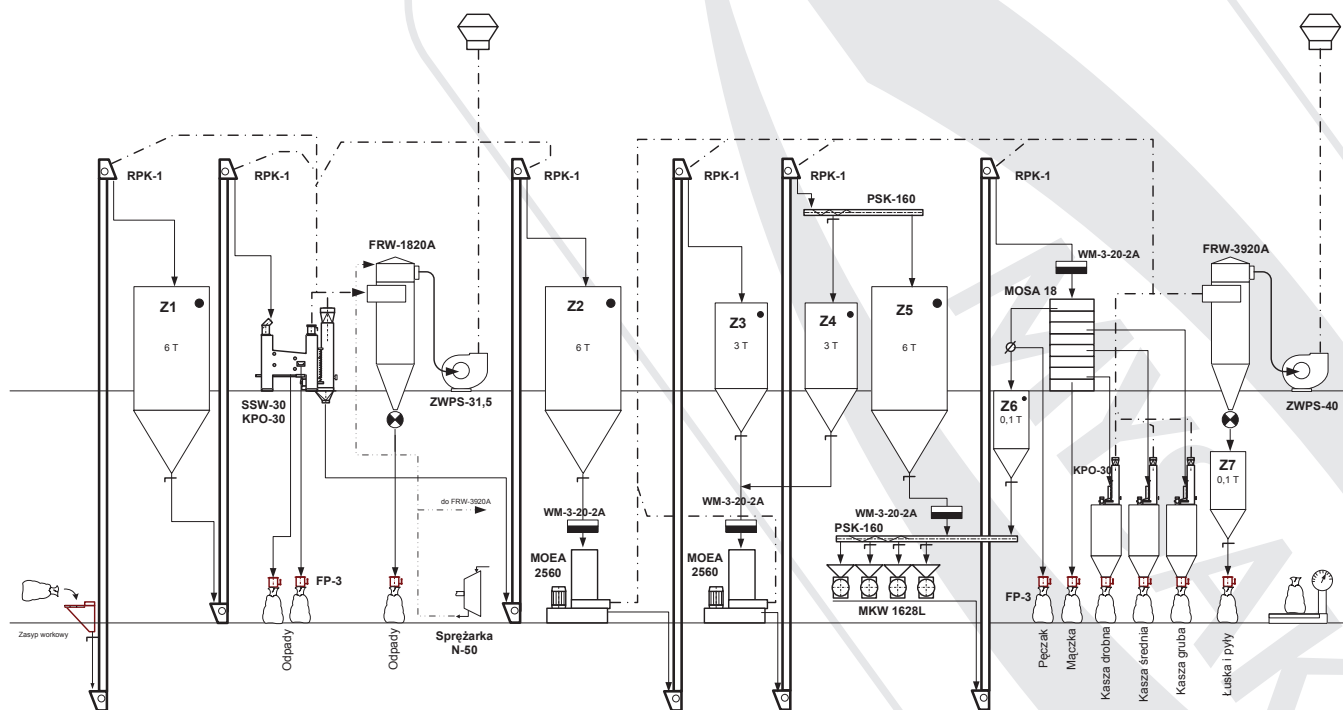 RPK-1
RPK-1
RPK-1
RPK-1
RPK-1
RPK-1
PSK-160
FRW-1820A
WM-3-20-2A
FRW-3920A
MOSA 18
Z1
6 T
Z2
6 T
Z3
3 T
Z4
3 T
Z5
6 T
SSW-30
KPO-30
ZWPS-31,5
Z6
0,1 T
ZWPS-40
KPO-30
Z7
0,1 T
do FRW-3920A
WM-3-20-2A
WM-3-20-2A
WM-3-20-2A
PSK-160
MOEA
2560
MOEA
2560
FP-3
FP-3
MKW 1628L
Zasyp workowy
Sprężarka
N-50
Odpady
Odpady
Pęczak
Mączka
Kasza drobna
Kasza średnia
Kasza gruba
Łuska i pyły
MYSAK